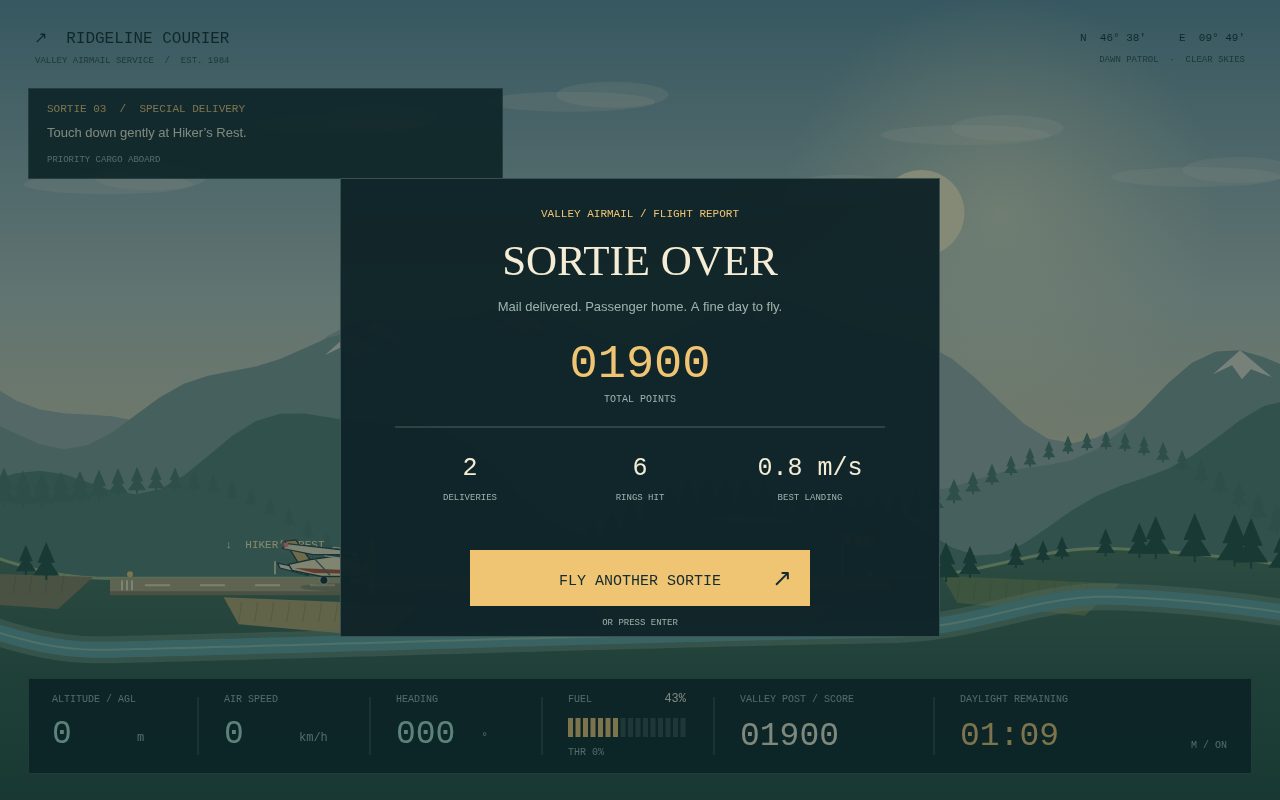 ↗ RIDGELINE COURIER
VALLEY AIRMAIL SERVICE / EST. 1984
N 46° 38' E 09° 49'
DAWN PATROL · CLEAR SKIES
SORTIE 03 / SPECIAL DELIVERY
Touch down gently at Hiker's Rest.
PRIORITY CARGO ABOARD
VALLEY AIRMAIL / FLIGHT REPORT
SORTIE OVER
Mail delivered. Passenger home. A fine day to fly.
01900
TOTAL POINTS
2 6 0.8 m/s
DELIVERIES RINGS HIT BEST LANDING
↓ HIKER'S REST
FLY ANOTHER SORTIE ↗
OR PRESS ENTER
ALTITUDE / AGL
0 m
AIR SPEED
0 km/h
HEADING
000 °
FUEL 43%
THR 0%
VALLEY POST / SCORE
01900
DAYLIGHT REMAINING
01:09
M / ON